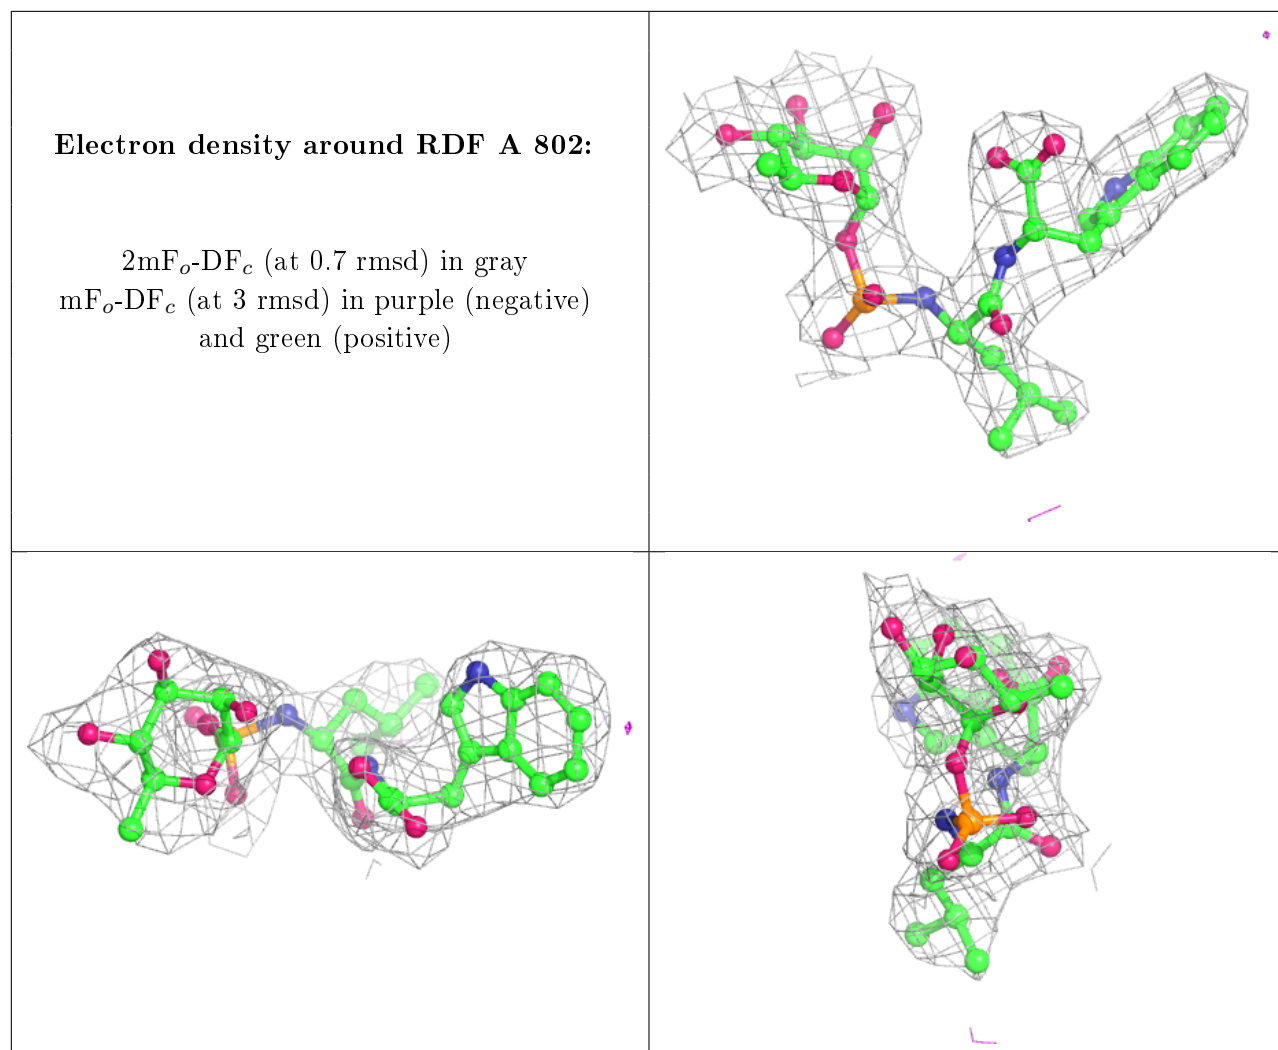 Electron density around RDF A 802:
2mFo-DFc (at 0.7 rmsd) in gray
mFo-DFc (at 3 rmsd) in purple (negative)
and green (positive)